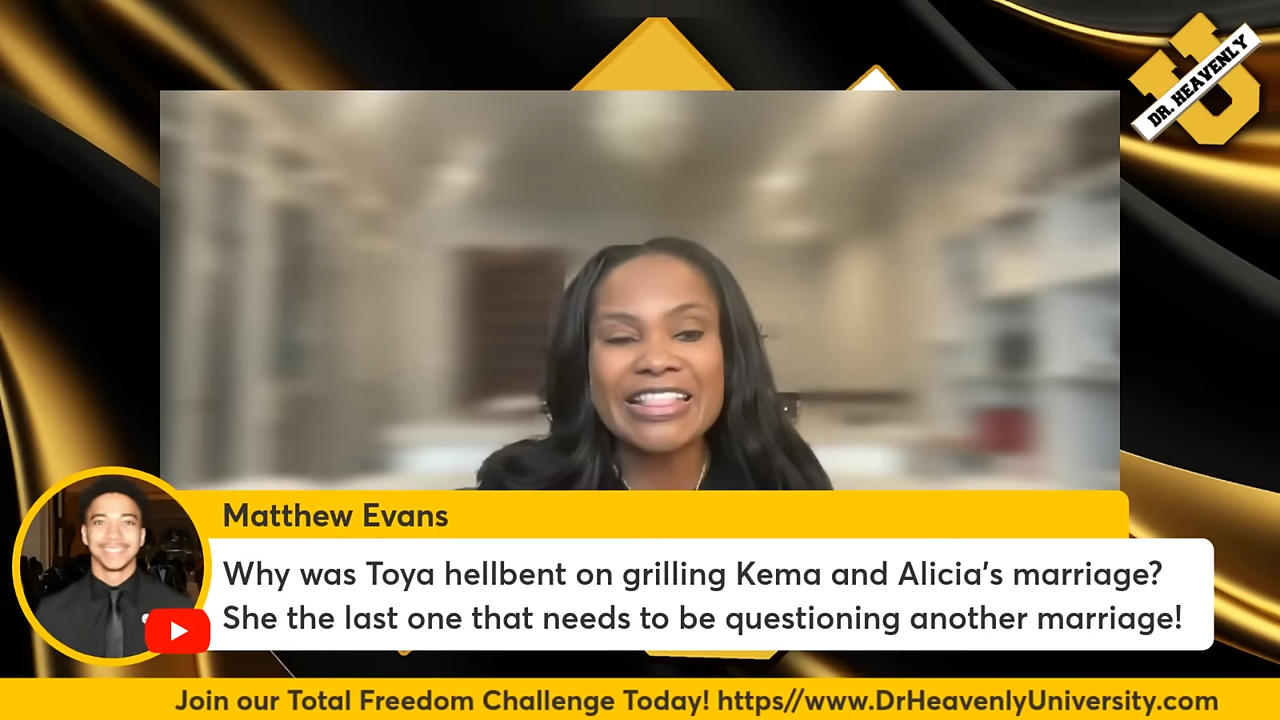 U
DR. HEAVENLY
Matthew Evans
Why was Toya hellbent on grilling Kema and Alicia's marriage?
She the last one that needs to be questioning another marriage!
Join our Total Freedom Challenge Today! https//www.DrHeavenlyUniversity.com